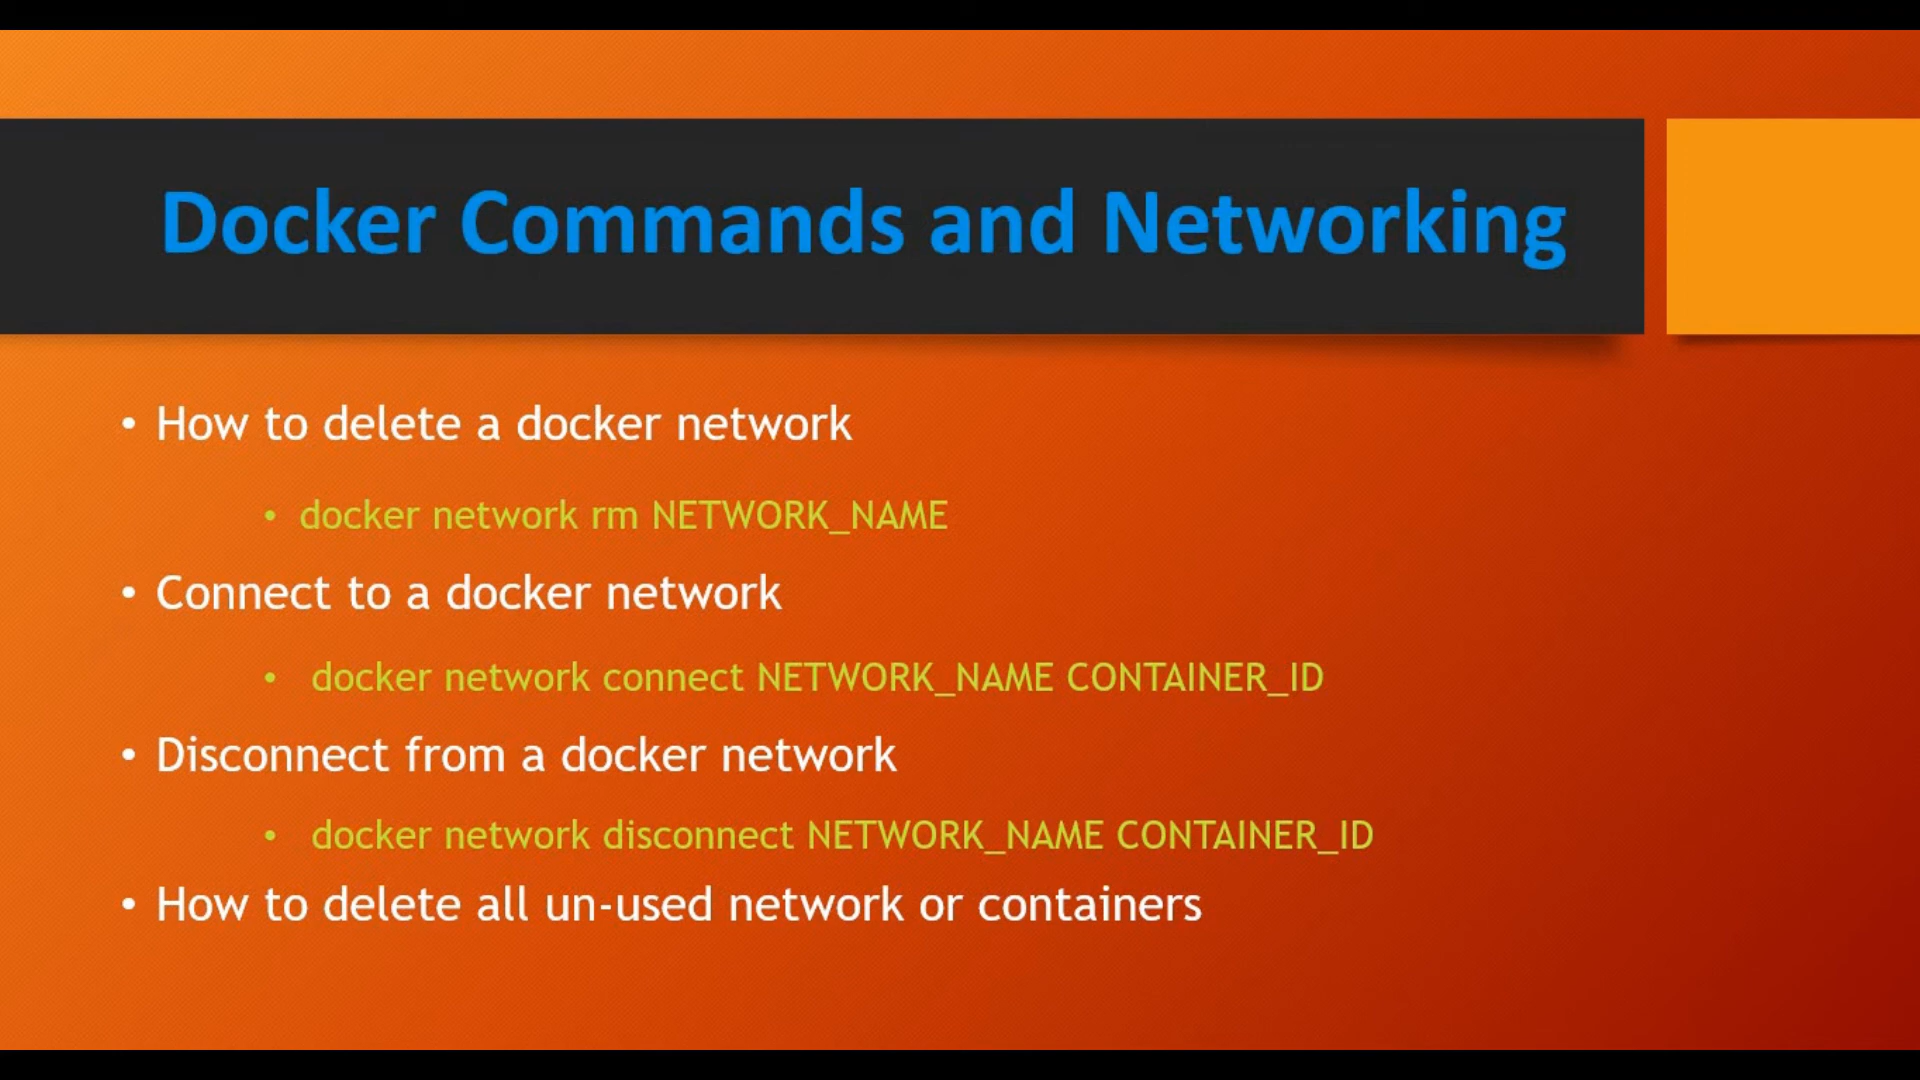 Docker Commands and Networking
• How to delete a docker network
• docker network rm NETWORK_NAME
• Connect to a docker network
• docker network connect NETWORK_NAME CONTAINER_ID
• Disconnect from a docker network
• docker network disconnect NETWORK_NAME CONTAINER_ID
• How to delete all un-used network or containers